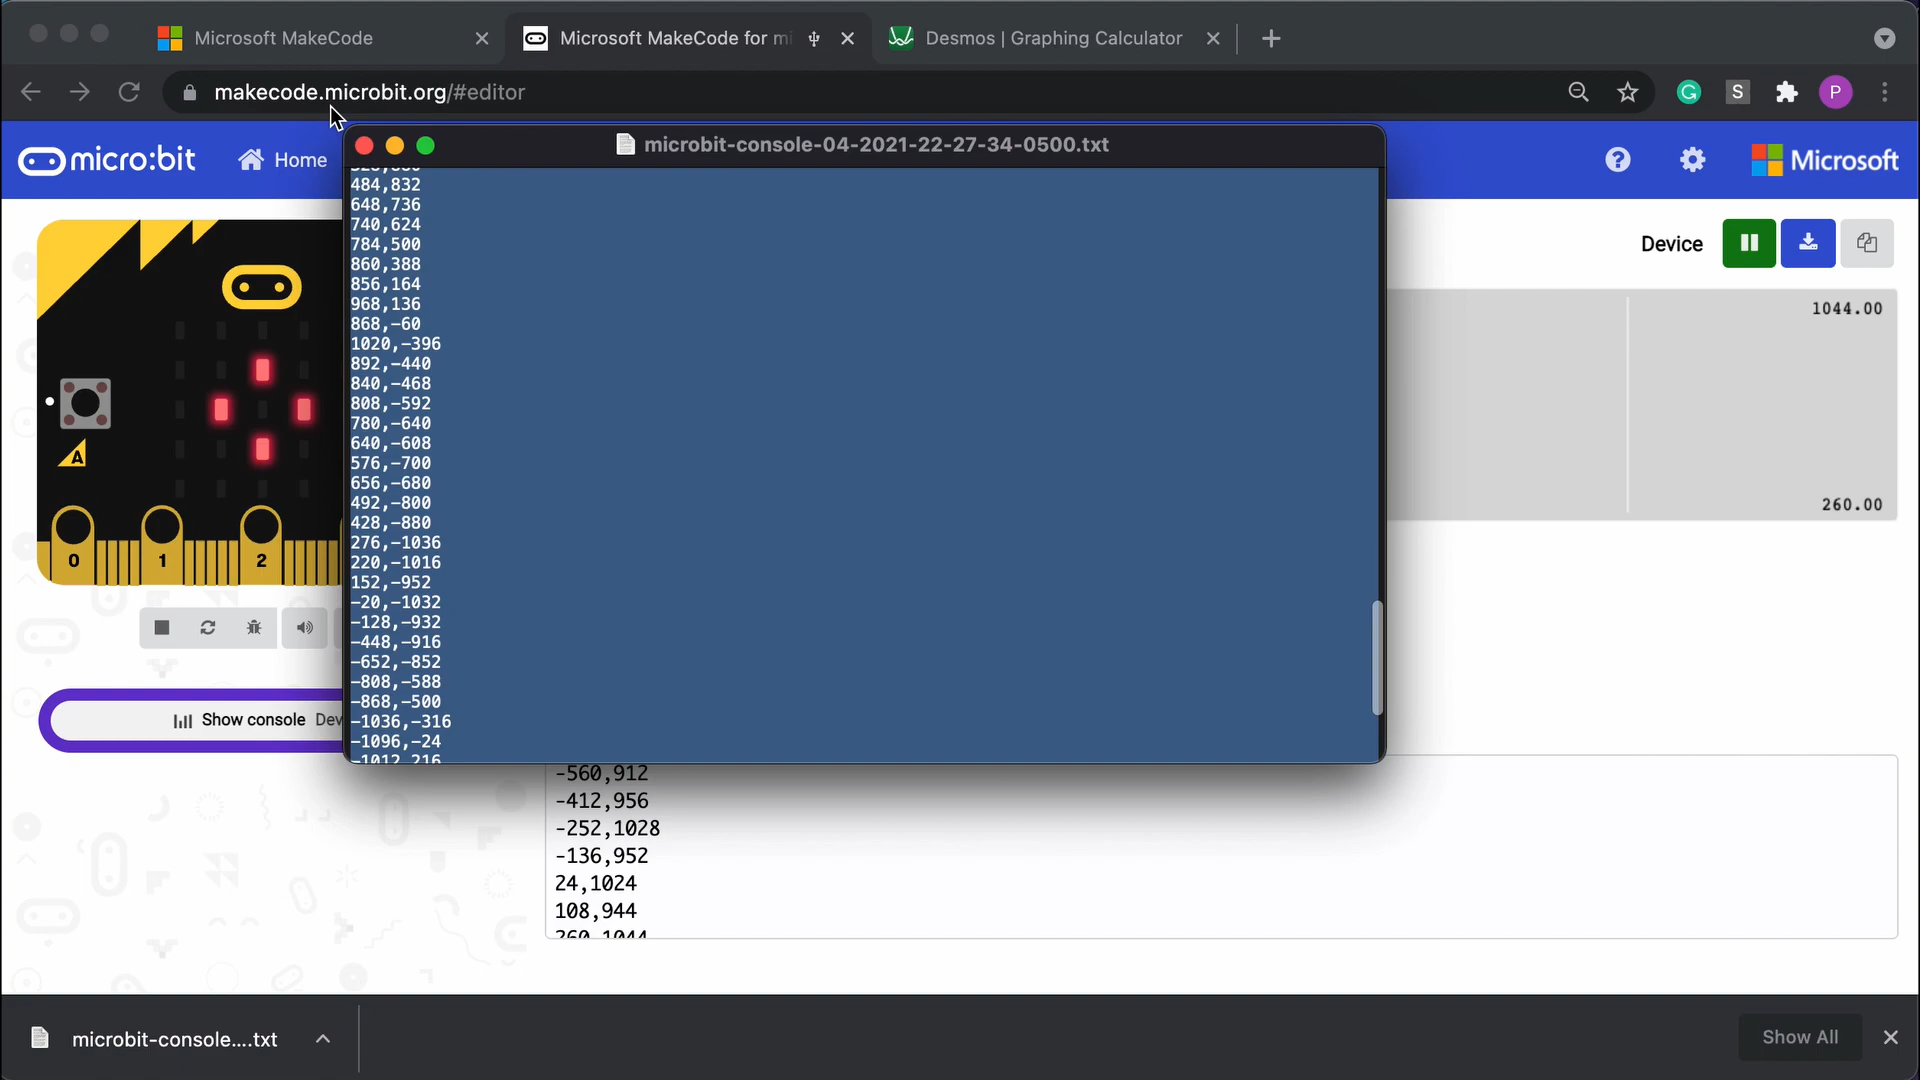 Microsoft MakeCode
Microsoft MakeCode for mi
Desmos | Graphing Calculator
makecode.microbit.org/#editor
G
S
P
micro:bit
Home
microbit-console-04-2021-22-27-34-0500.txt
Microsoft
484,832
648,736
740,624
784,500
860,388
856,164
968,136
868,-60
1020,-396
892,-440
840,-468
808,-592
780,-640
640,-608
576,-700
656,-680
492,-800
428,-880
276,-1036
220,-1016
152,-952
-20,-1032
-128,-932
-448,-916
-652,-852
-808,-588
-868,-500
-1036,-316
-1096,-24
-1012,216
Device
1044.00
260.00
A
0 1 2
Show console Dev
-560,912
-412,956
-252,1028
-136,952
24,1024
108,944
260,1044
microbit-console....txt
Show All